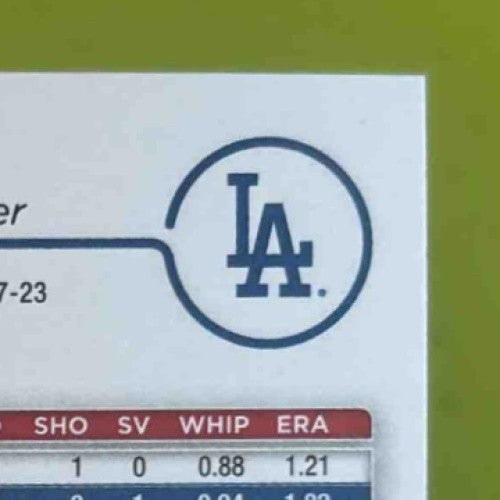 er
LA.
7-23
SHO SV WHIP ERA
1 0 0.88 1.21